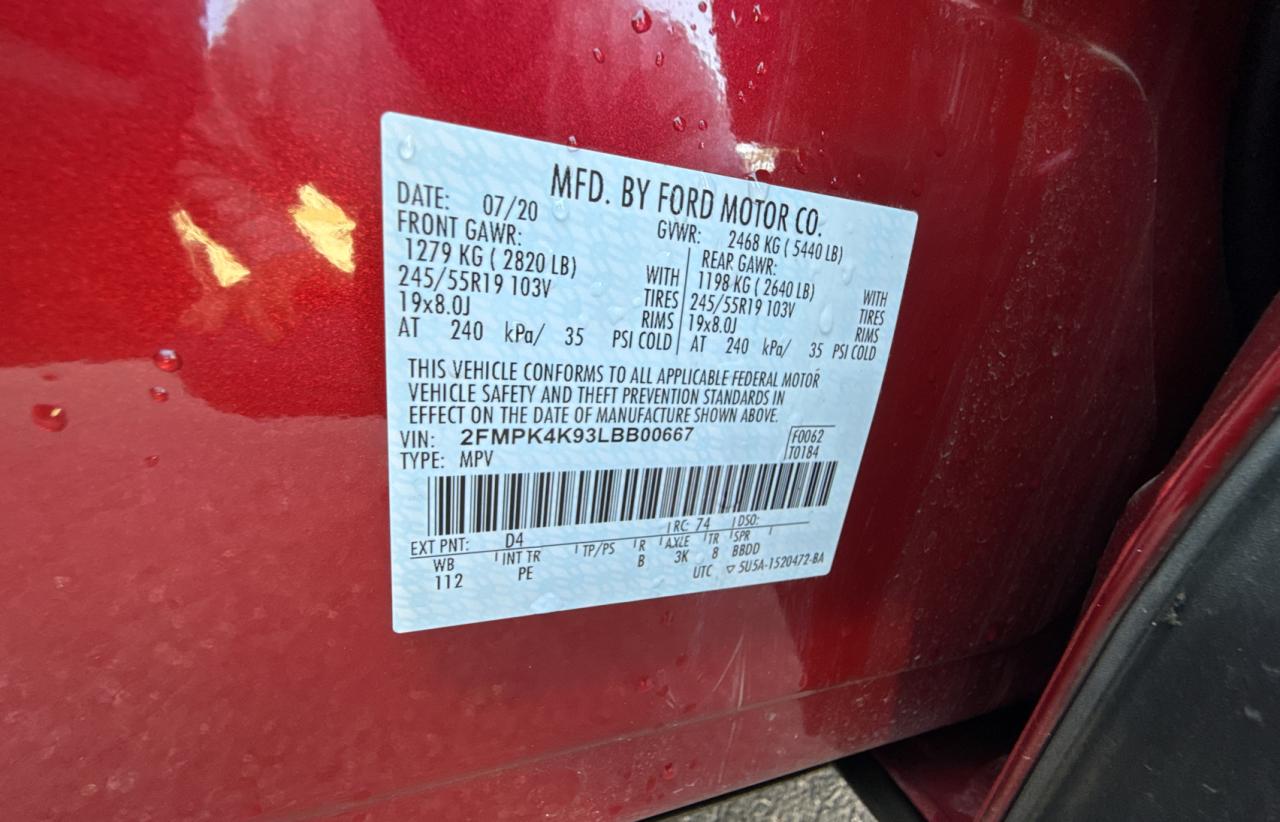 MFD. BY FORD MOTOR CO.
DATE: 07/20
GVWR: 2468 KG ( 5440 LB)
FRONT GAWR:
1279 KG ( 2820 LB)
WITH
245/55R19 103V
TIRES
19x8.0J
RIMS
AT 240 kPa/ 35 PSI COLD
REAR GAWR:
1198 KG ( 2640 LB)
WITH
245/55R19 103V
TIRES
19x8.0J
RIMS
AT 240 kPa/ 35 PSI COLD
THIS VEHICLE CONFORMS TO ALL APPLICABLE FEDERAL MOTOR
VEHICLE SAFETY AND THEFT PREVENTION STANDARDS IN
EFFECT ON THE DATE OF MANUFACTURE SHOWN ABOVE.
VIN: 2FMPK4K93LBB00667
F0062
TYPE: MPV
T0184
RC: 74 DSO:
EXT PNT: D4
WB INT TR TP/PS R AXLE TR SPR
112 PE B 3K 8 BBDD
UTC ▽ 5U5A-1520472-BA